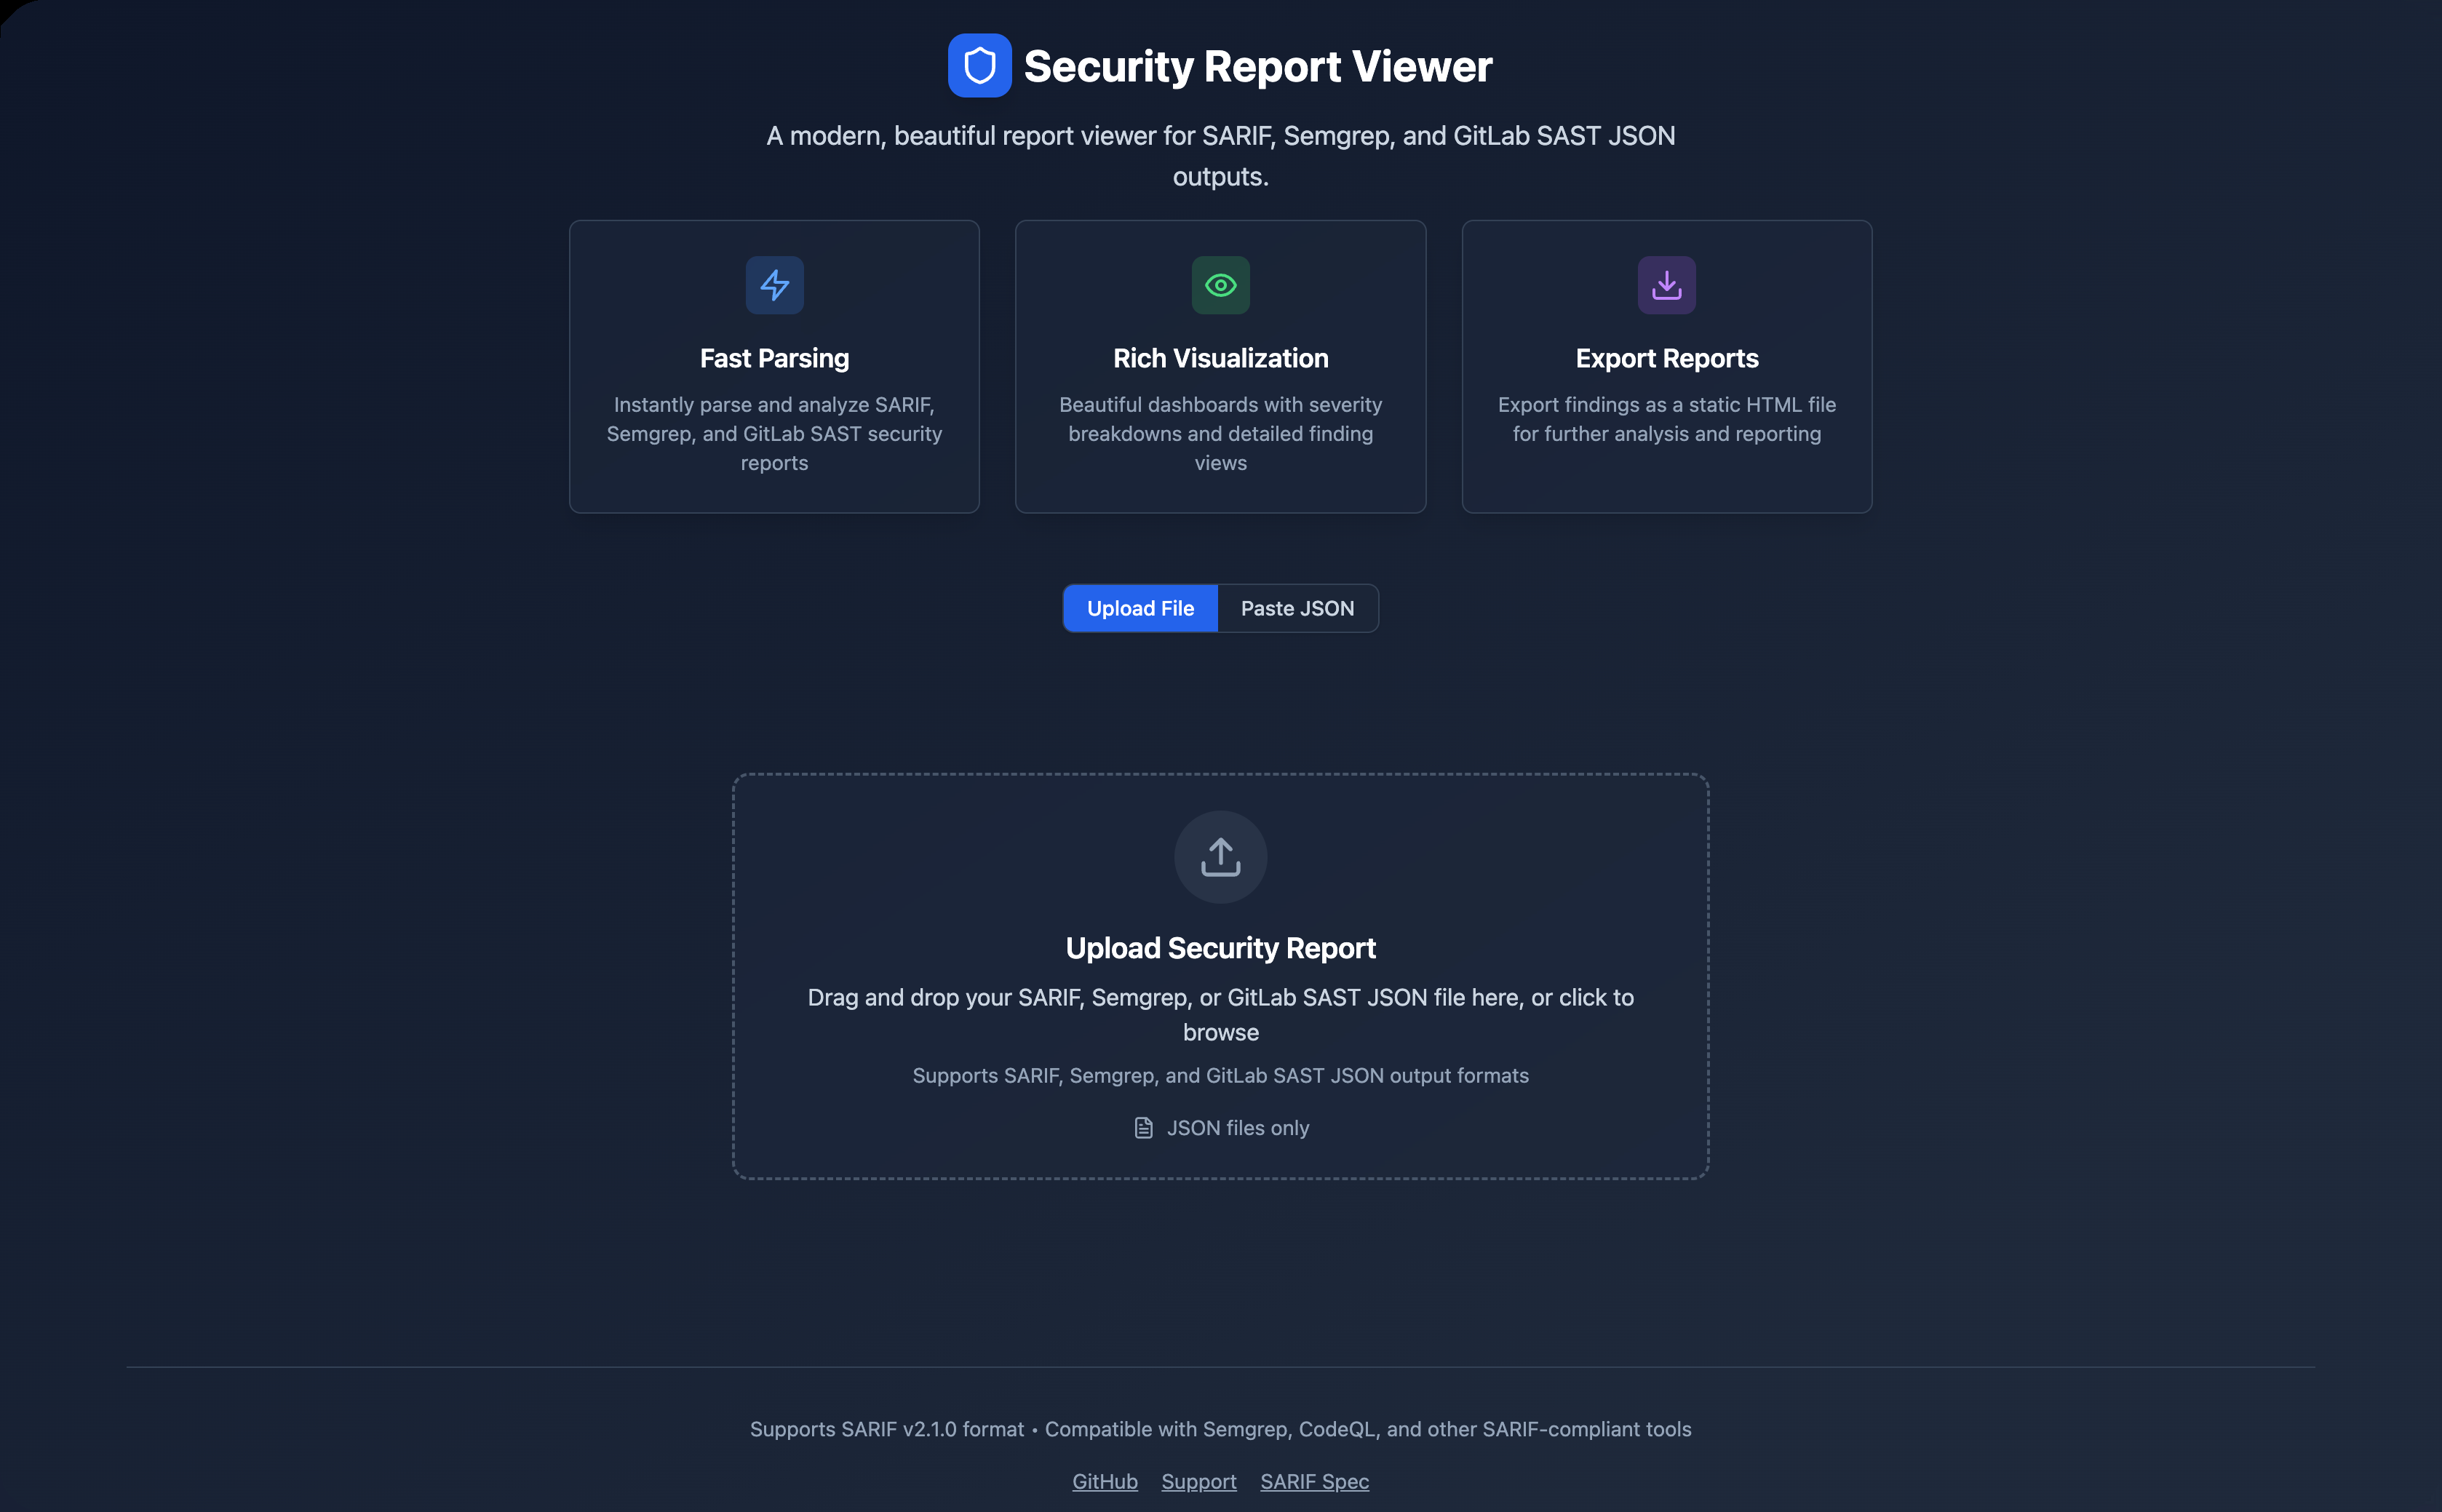 Security Report Viewer
A modern, beautiful report viewer for SARIF, Semgrep, and GitLab SAST JSON
outputs.
Fast Parsing
Instantly parse and analyze SARIF,
Semgrep, and GitLab SAST security
reports
Rich Visualization
Beautiful dashboards with severity
breakdowns and detailed finding
views
Export Reports
Export findings as a static HTML file
for further analysis and reporting
Upload File
Paste JSON
Upload Security Report
Drag and drop your SARIF, Semgrep, or GitLab SAST JSON file here, or click to
browse
Supports SARIF, Semgrep, and GitLab SAST JSON output formats
JSON files only
Supports SARIF v2.1.0 format • Compatible with Semgrep, CodeQL, and other SARIF-compliant tools
GitHub Support SARIF Spec